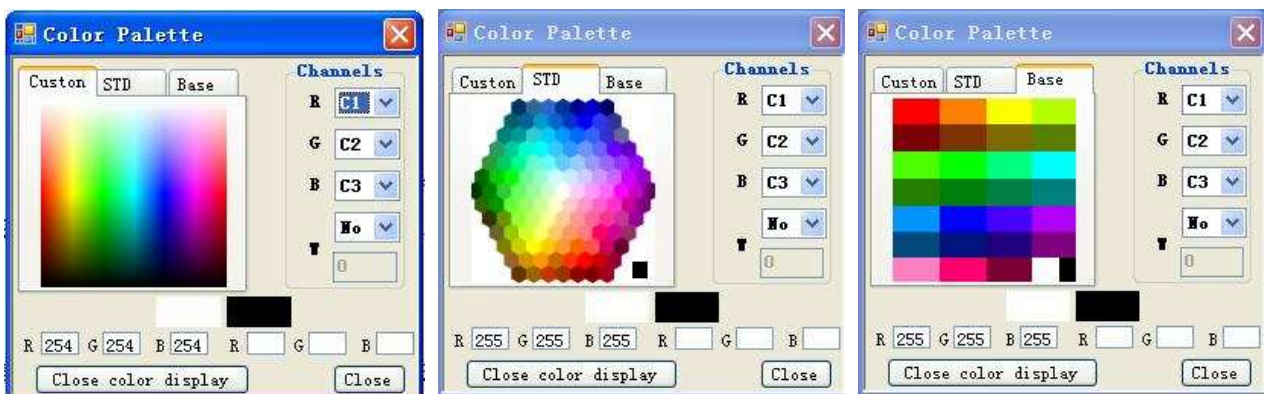 Color Palette
Custon STD Base
Channels
R C1
G C2
B C3
No
T
0
R 254 G 254 B 254 R G B
Close color display Close
Color Palette
Custon STD Base
Channels
R C1
G C2
B C3
No
T
0
R 255 G 255 B 255 R G B
Close color display Close
Color Palette
Custon STD Base
Channels
R C1
G C2
B C3
No
T
0
R 255 G 255 B 255 R G B
Close color display Close